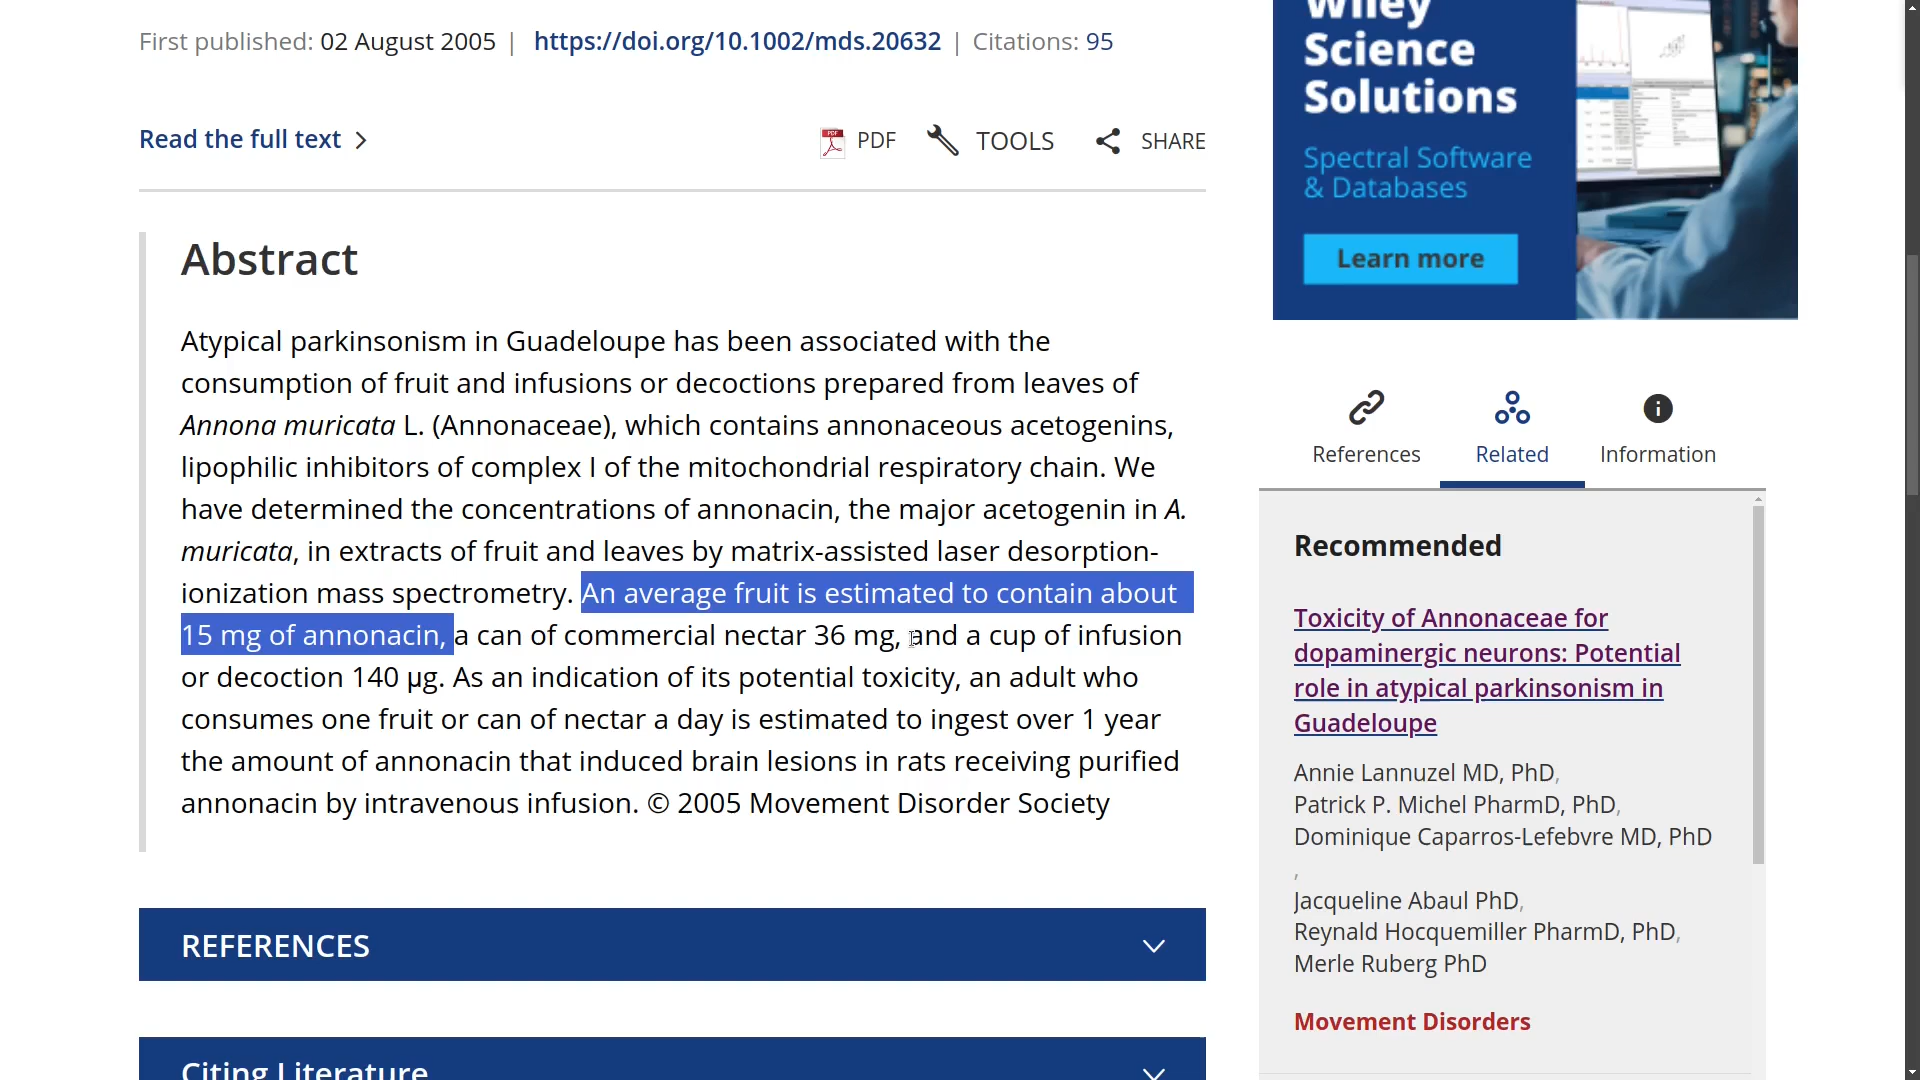 First published: 02 August 2005 | https://doi.org/10.1002/mds.20632 | Citations: 95
Read the full text
PDF TOOLS SHARE
Abstract
Atypical parkinsonism in Guadeloupe has been associated with the
consumption of fruit and infusions or decoctions prepared from leaves of
Annona muricata L. (Annonaceae), which contains annonaceous acetogenins,
lipophilic inhibitors of complex I of the mitochondrial respiratory chain. We
have determined the concentrations of annonacin, the major acetogenin in A.
muricata, in extracts of fruit and leaves by matrix-assisted laser desorption-
ionization mass spectrometry. An average fruit is estimated to contain about
15 mg of annonacin, a can of commercial nectar 36 mg, and a cup of infusion
or decoction 140 μg. As an indication of its potential toxicity, an adult who
consumes one fruit or can of nectar a day is estimated to ingest over 1 year
the amount of annonacin that induced brain lesions in rats receiving purified
annonacin by intravenous infusion. © 2005 Movement Disorder Society
REFERENCES
Citing Literature
Wiley
Science
Solutions
Spectral Software
& Databases
Learn more
References Related Information
Recommended
Toxicity of Annonaceae for
dopaminergic neurons: Potential
role in atypical parkinsonism in
Guadeloupe
Annie Lannuzel MD, PhD,
Patrick P. Michel PharmD, PhD,
Dominique Caparros-Lefebvre MD, PhD
,
Jacqueline Abaul PhD,
Reynald Hocquemiller PharmD, PhD,
Merle Ruberg PhD
Movement Disorders